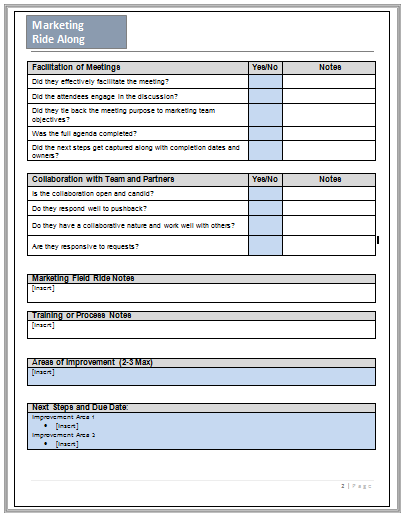 Marketing
Ride Along
Facilitation of Meetings Yes/No Notes
Did they effectively facilitate the meeting?
Did the attendees engage in the discussion?
Did they tie back the meeting purpose to marketing team
objectives?
Was the full agenda completed?
Did the next steps get captured along with completion dates and
owners?
Collaboration with Team and Partners Yes/No Notes
Is the collaboration open and candid?
Do they respond well to pushback?
Do they have a collaborative nature and work well with others?
Are they responsive to requests?
Marketing Field Ride Notes
[Insert]
Training or Process Notes
[Insert]
Areas of Improvement (2-3 Max)
[Insert]
Next Steps and Due Date:
Improvement Area 1
• [Insert]
Improvement Area 2
• [Insert]
2 | Page